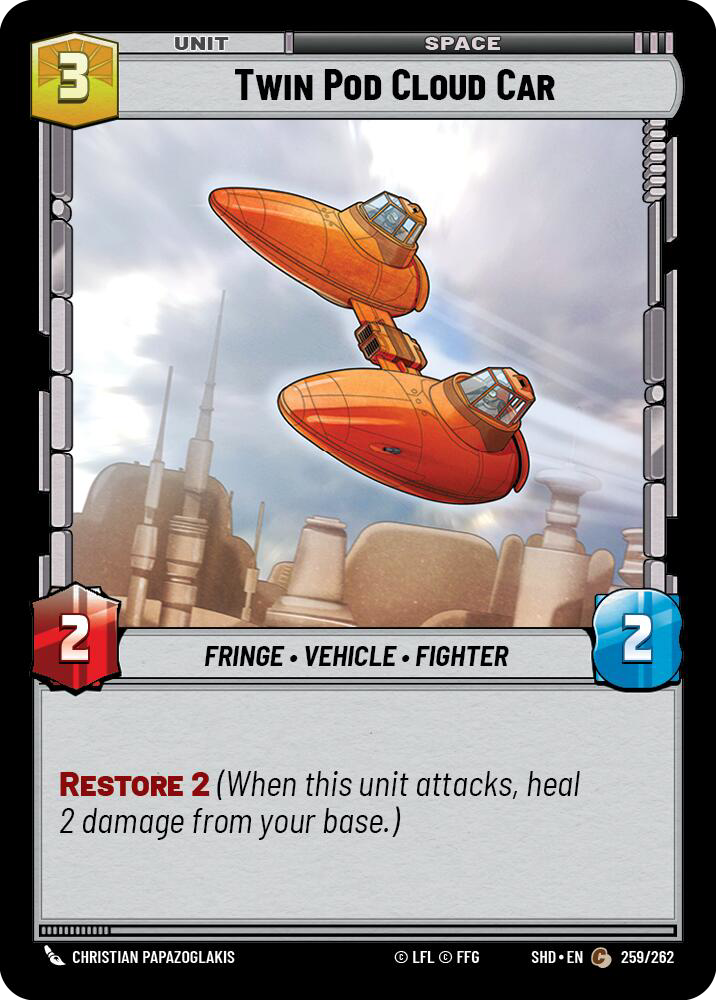 UNIT
SPACE
3
TWIN POD CLOUD CAR
2
FRINGE • VEHICLE • FIGHTER
2
RESTORE 2 (When this unit attacks, heal
2 damage from your base.)
CHRISTIAN PAPAZOGLAKIS
© LFL © FFG
SHD • EN C 259/262